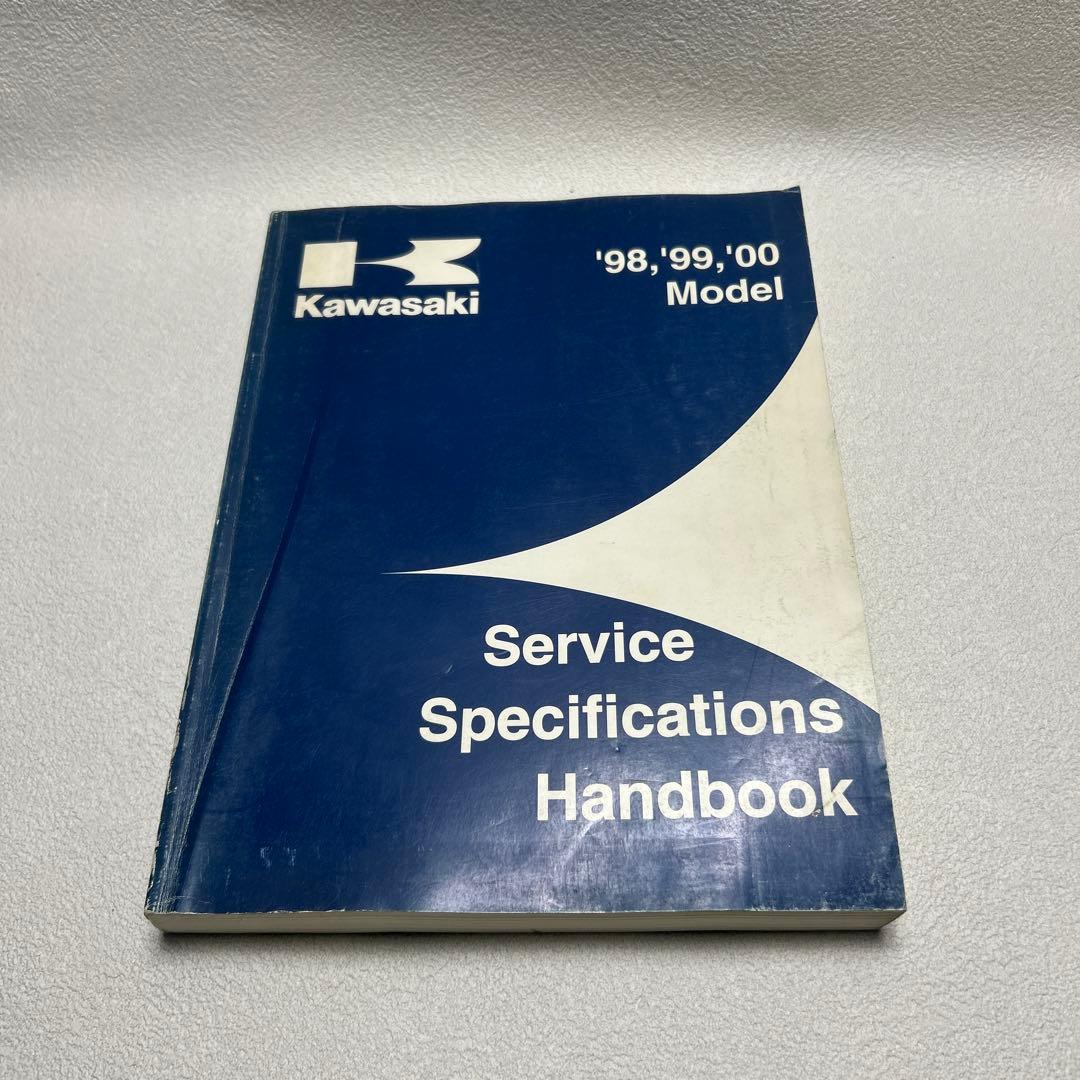 Kawasaki
'98,'99,'00
Model
Service
Specifications
Handbook